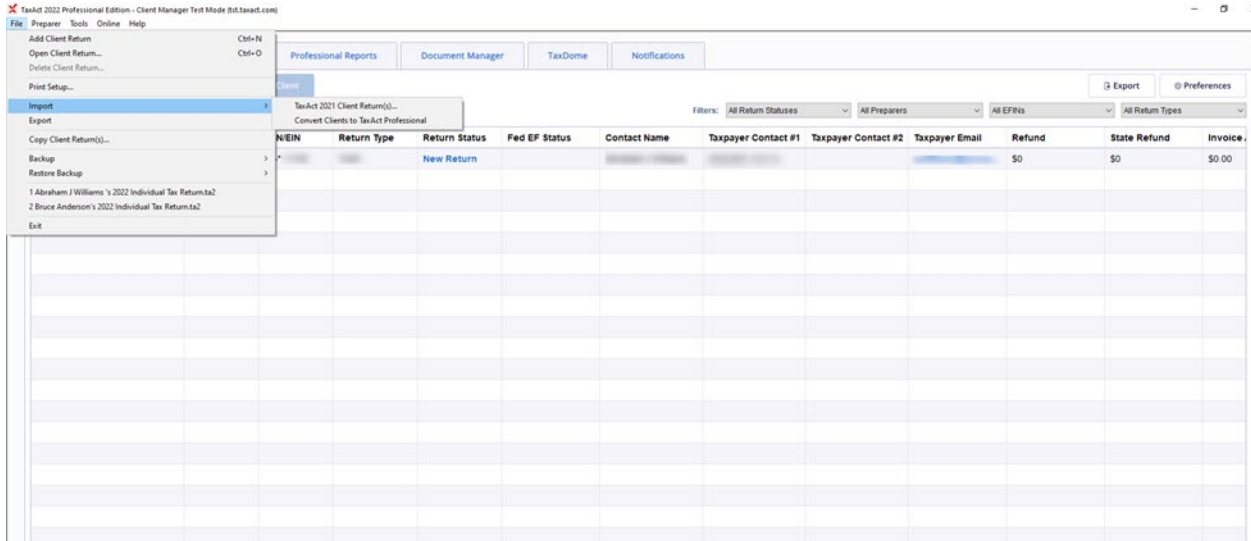 TaxAct 2022 Professional Edition - Client Manager Test Mode (tst.taxact.com)
File Preparer Tools Online Help
Add Client Return Ctrl+N
Open Client Return... Ctrl+O
Delete Client Return...
Print Setup...
Import
Export
Copy Client Return(s)...
Backup
Restore Backup
1 Abraham J Williams 's 2022 Individual Tax Return.ta2
2 Bruce Anderson's 2022 Individual Tax Return.ta2
Exit
TaxAct 2021 Client Return(s)...
Convert Clients to TaxAct Professional
Professional Reports Document Manager TaxDome Notifications
Client Export Preferences
Filters: All Return Statuses All Preparers All EFINs All Return Types
N/EIN Return Type Return Status Fed EF Status Contact Name Taxpayer Contact #1 Taxpayer Contact #2 Taxpayer Email Refund State Refund Invoice
New Return $0 $0 $0.00